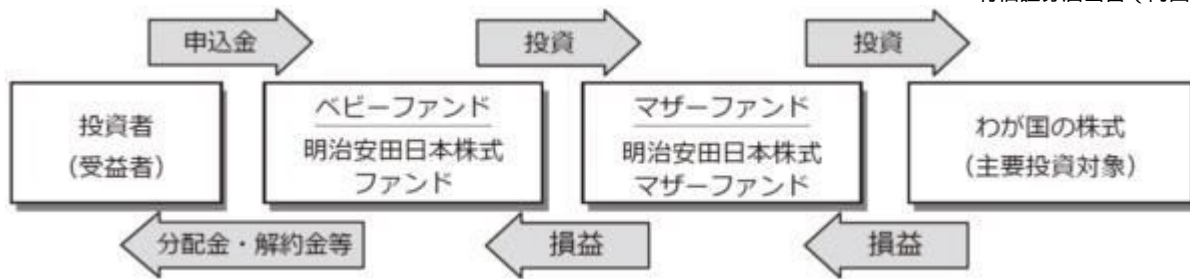 申込金
投資
投資
投資者
(受益者)
ベビーファンド
明治安田日本株式
ファンド
マザーファンド
明治安田日本株式
マザーファンド
わが国の株式
(主要投資対象)
分配金・解約金等
損益
損益